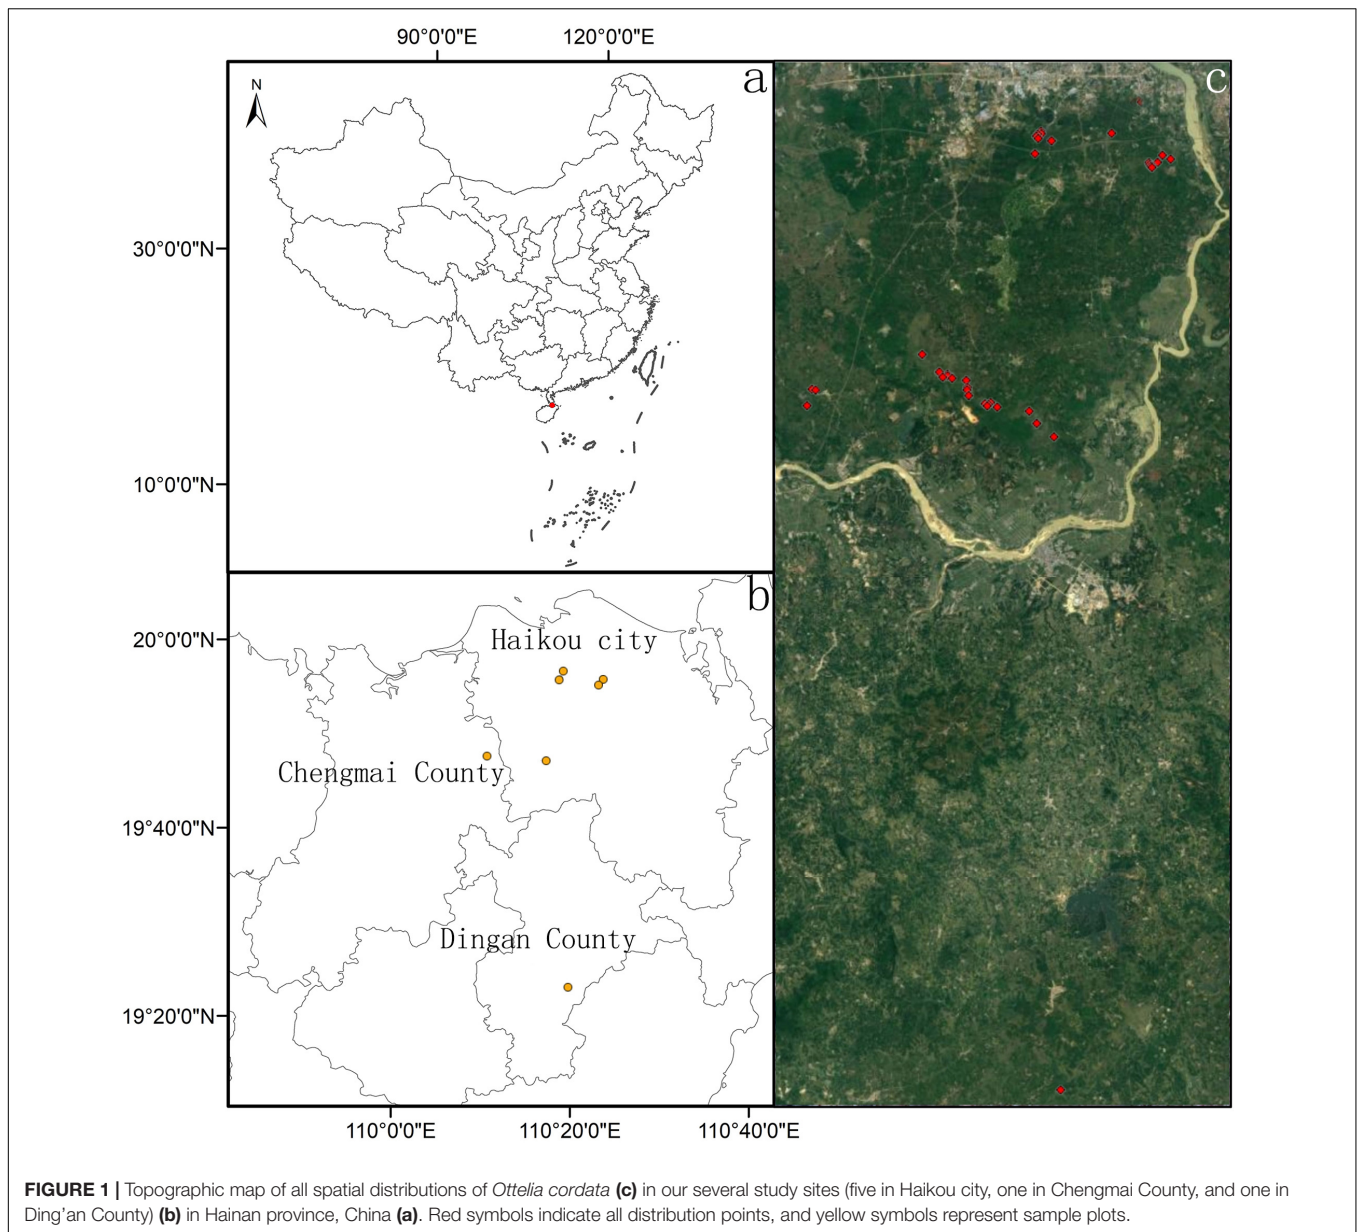 90°0'0"E 120°0'0"E
N
a
c
30°0'0"N
10°0'0"N
b
Haikou city
20°0'0"N
Chengmai County
19°40'0"N
Dingan County
19°20'0"N
110°0'0"E 110°20'0"E 110°40'0"E
FIGURE 1 | Topographic map of all spatial distributions of Ottelia cordata (c) in our several study sites (five in Haikou city, one in Chengmai County, and one in
Ding’an County) (b) in Hainan province, China (a). Red symbols indicate all distribution points, and yellow symbols represent sample plots.